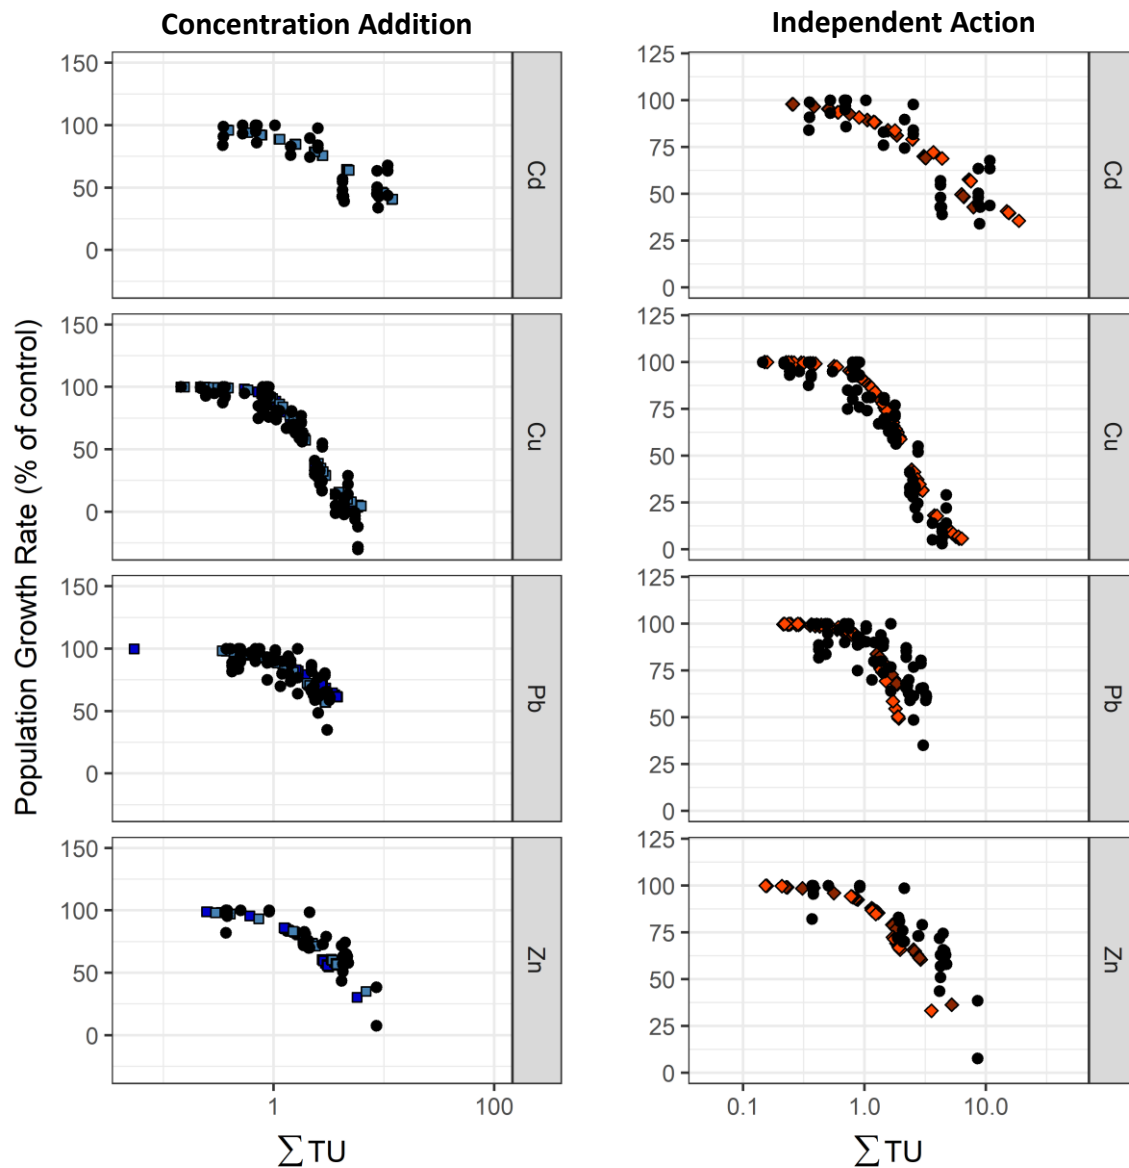 Concentration Addition
Independent Action
Population Growth Rate (% of control)
150
100
50
0
Cd
125
100
75
50
25
0
Cd
150
100
50
0
Cu
125
100
75
50
25
0
Cu
150
100
50
0
Pb
125
100
75
50
25
0
Pb
150
100
50
0
Zn
125
100
75
50
25
0
Zn
1 100
0.1 1.0 10.0
∑TU
∑TU